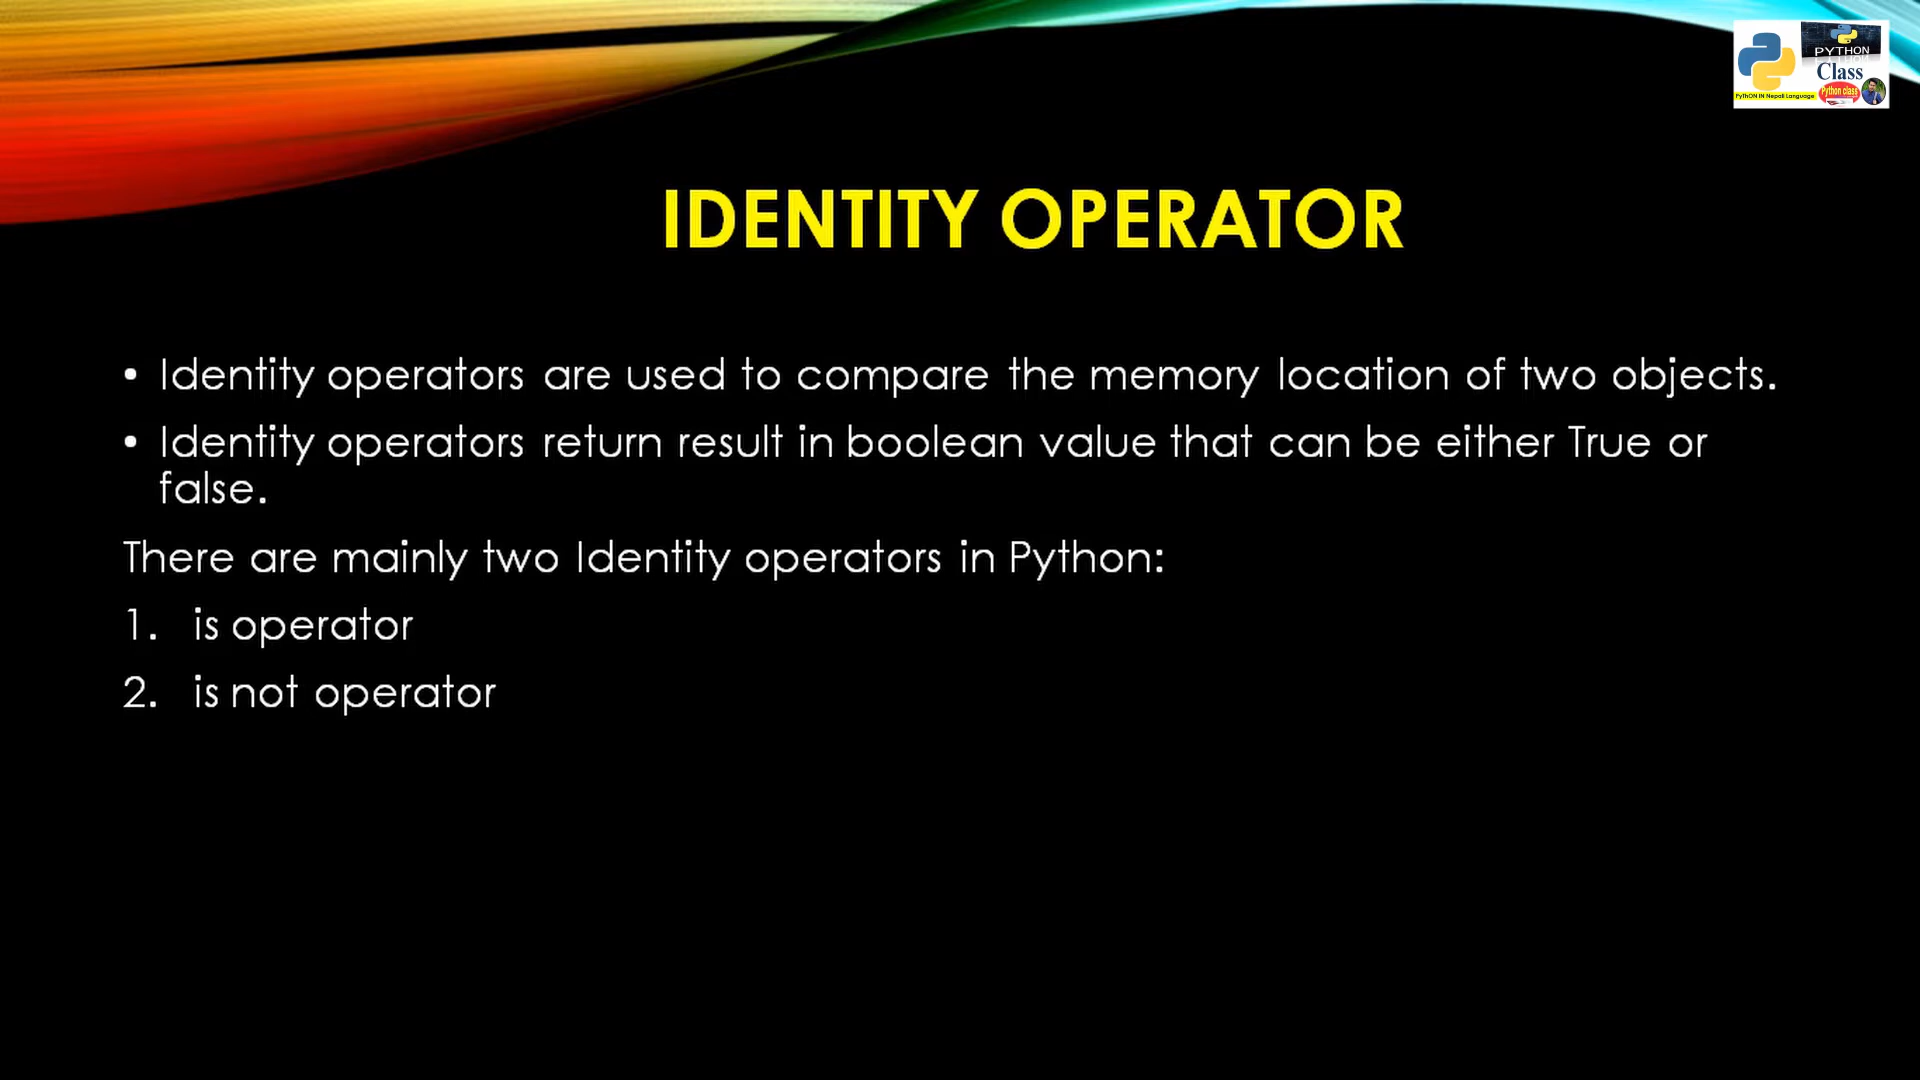 PYTHON
Class
Python class
PythON IN Nepali Language
IDENTITY OPERATOR
• Identity operators are used to compare the memory location of two objects.
• Identity operators return result in boolean value that can be either True or
false.
There are mainly two Identity operators in Python:
1. is operator
2. is not operator